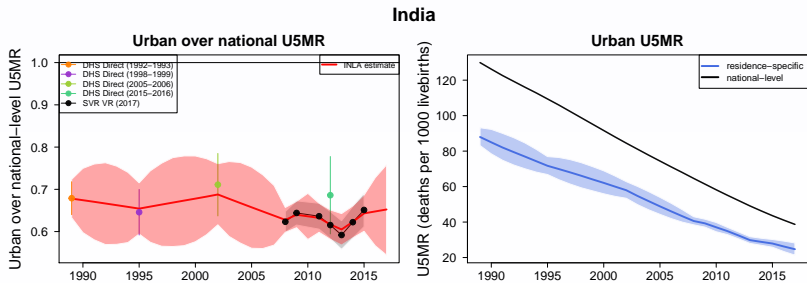 India
Urban over national U5MR
Urban over national–level U5MR
1.0
0.9
0.8
0.7
0.6
DHS Direct (1992–1993)
DHS Direct (1998–1999)
DHS Direct (2005–2006)
DHS Direct (2015–2016)
SVR VR (2017)
INLA estimate
1990 1995 2000 2005 2010 2015
Urban U5MR
U5MR (deaths per 1000 livebirths)
120
100
80
60
40
20
residence–specific
national–level
1990 1995 2000 2005 2010 2015